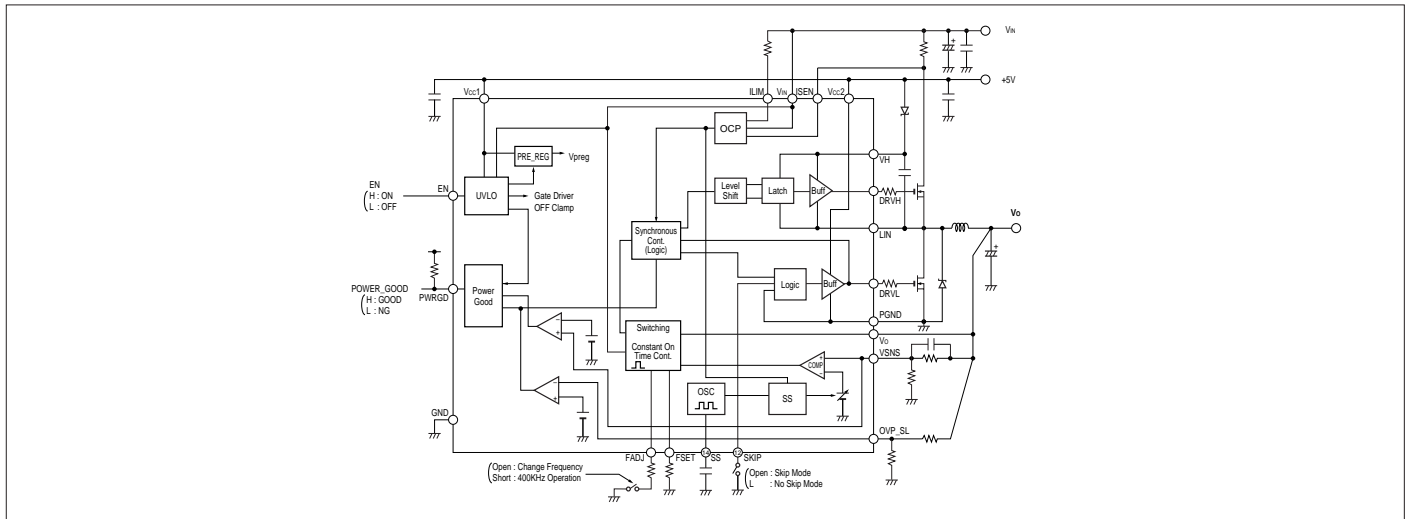 VIN
+5V
VCC1
ILIM
VIN
ISEN
VCC2
OCP
PRE_REG
Vpreg
VH
EN
H : ON
L : OFF
EN
UVLO
Gate Driver
OFF Clamp
Level
Shift
Latch
Buff
DRVH
LIN
Vo
Synchronous
Cont.
(Logic)
Logic
Buff
DRVL
POWER_GOOD
H : GOOD
L : NG
PWRGD
Power
Good
PGND
Switching
Constant On
Time Cont.
Vo
VSNS
COMP
OSC
SS
GND
OVP_SL
FADJ
FSET
14
SS
12
SKIP
Open : Change Frequency
Short : 400KHz Operation
Open : Skip Mode
L : No Skip Mode